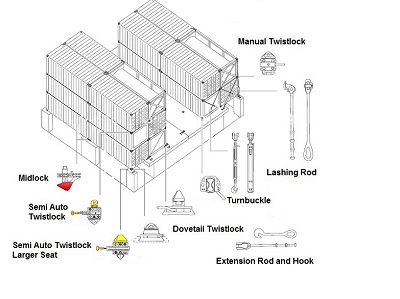 Manual Twistlock
Midlock
Lashing Rod
Semi Auto
Twistlock
Turnbuckle
Dovetail Twistlock
Semi Auto Twistlock
Larger Seat
Extension Rod and Hook